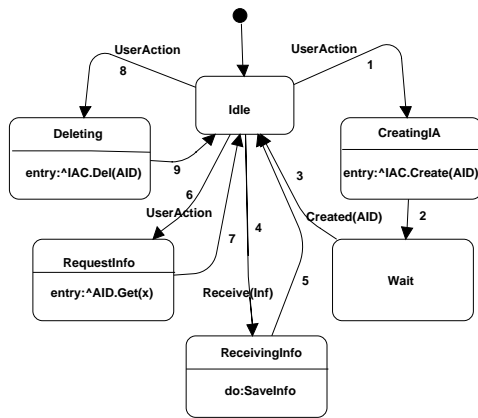 UserAction
UserAction
8
1
Idle
Deleting
CreatingIA
entry:^IAC.Del(AID)
9
3
entry:^IAC.Create(AID)
6
2
UserAction
Created(AID)
7
4
RequestInfo
5
Wait
entry:^AID.Get(x)
Receive(Inf)
ReceivingInfo
do:SaveInfo